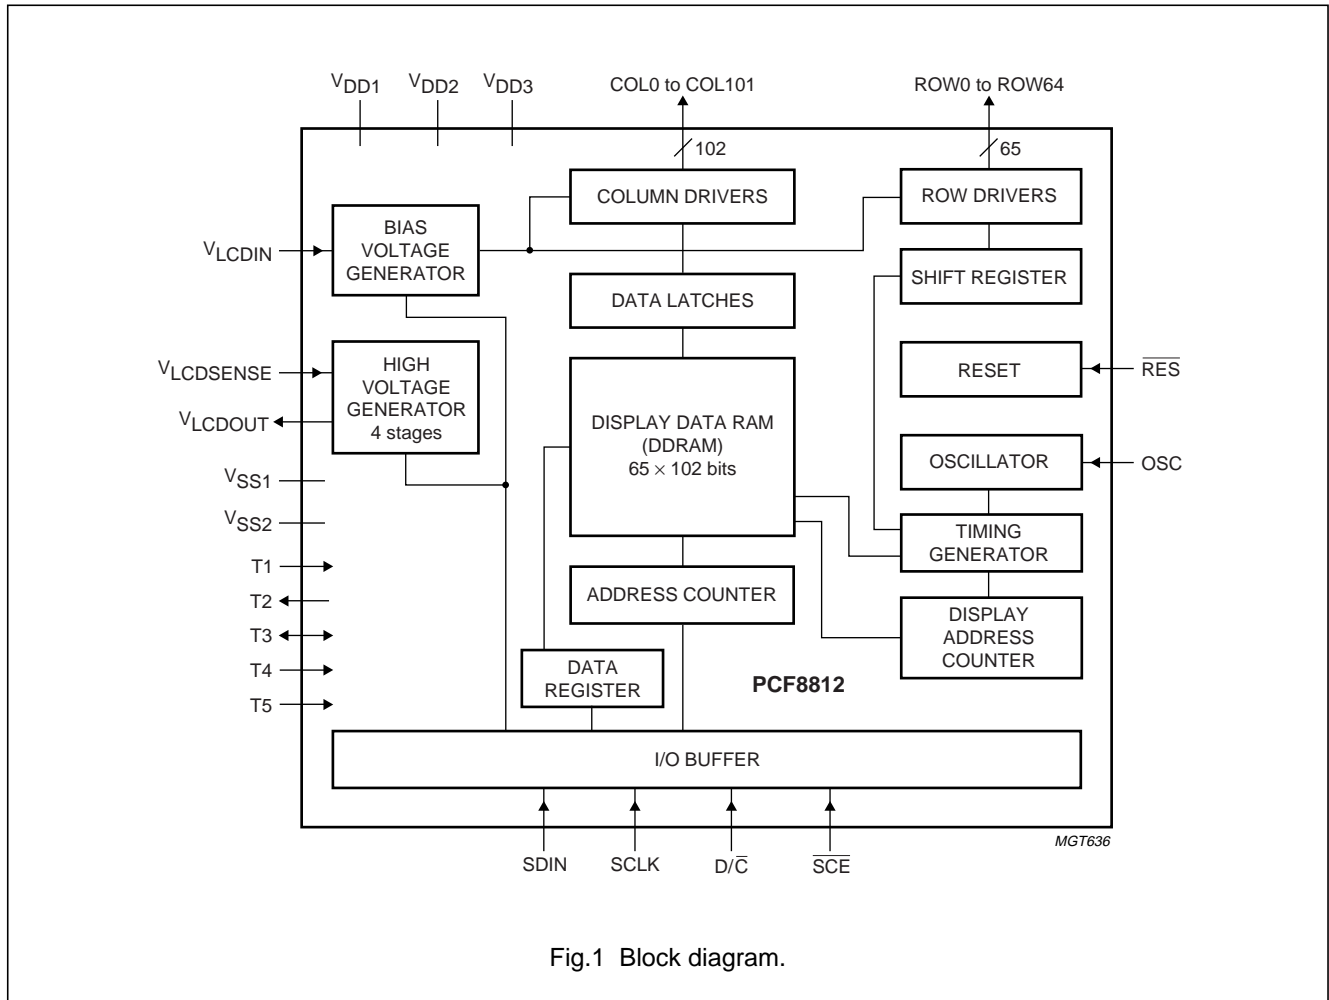 VDD1
VDD2
VDD3
COL0 to COL101
ROW0 to ROW64
102
65
COLUMN DRIVERS
ROW DRIVERS
BIAS
VOLTAGE
GENERATOR
VLCDIN
SHIFT REGISTER
DATA LATCHES
VLCDSENSE
HIGH
VOLTAGE
GENERATOR
4 stages
VLCDOUT
RESET
R̅E̅S̅
DISPLAY DATA RAM
(DDRAM)
65 × 102 bits
OSCILLATOR
OSC
VSS1
VSS2
TIMING
GENERATOR
T1
T2
T3
T4
T5
ADDRESS COUNTER
DISPLAY
ADDRESS
COUNTER
DATA
REGISTER
PCF8812
I/O BUFFER
SDIN
SCLK
D/C̅
S̅C̅E̅
MGT636
Fig.1 Block diagram.